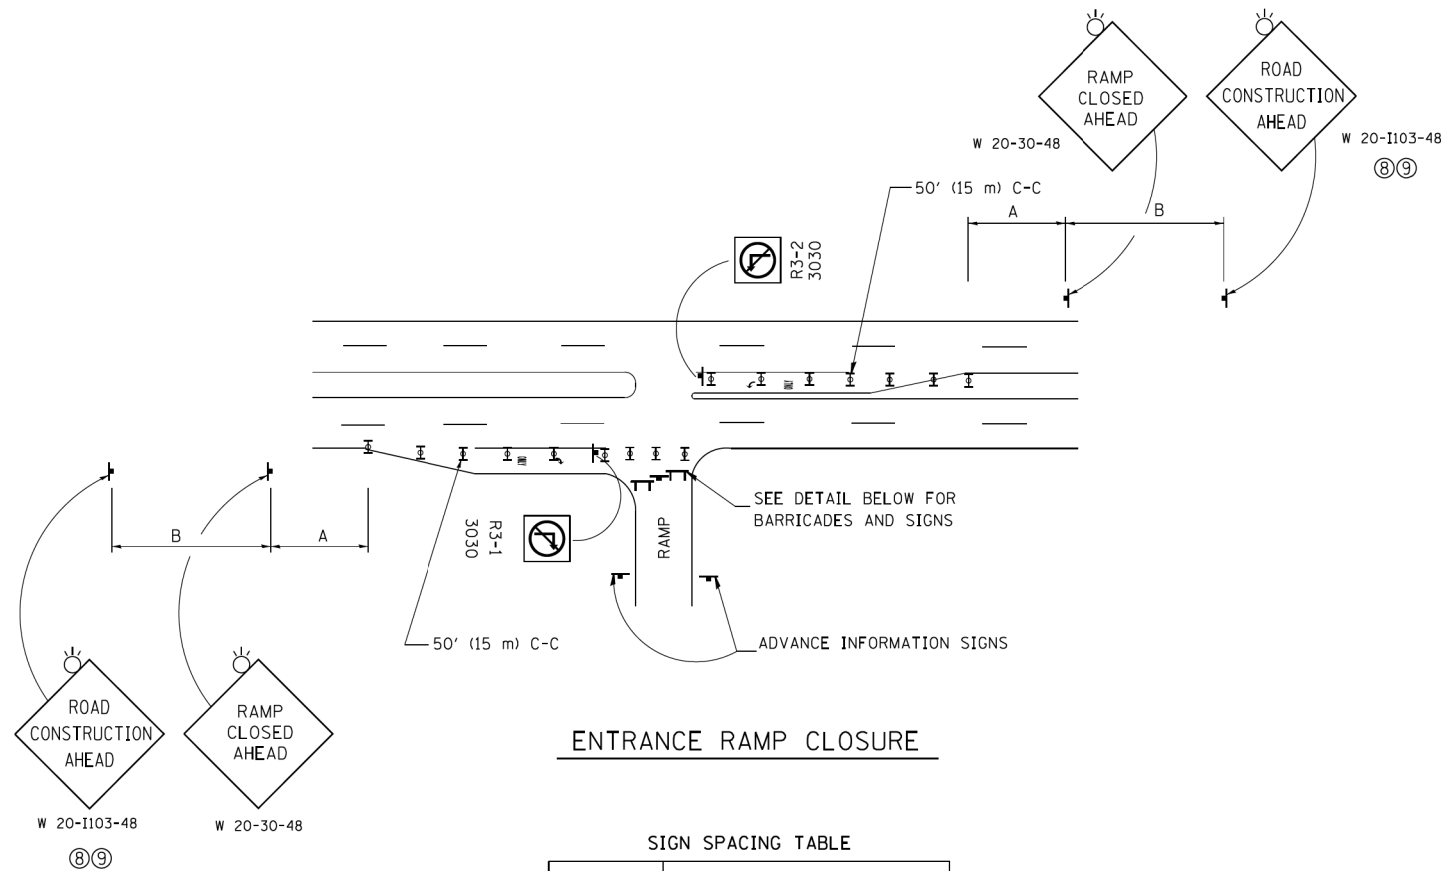 RAMP
CLOSED
AHEAD
W 20-30-48
ROAD
CONSTRUCTION
AHEAD
W 20-I103-48
⑧⑨
50' (15 m) C-C
A
B
R3-2
3030
ONLY
ONLY
SEE DETAIL BELOW FOR
BARRICADES AND SIGNS
B
A
R3-1
3030
RAMP
50' (15 m) C-C
ADVANCE INFORMATION SIGNS
ROAD
CONSTRUCTION
AHEAD
W 20-I103-48
⑧⑨
RAMP
CLOSED
AHEAD
W 20-30-48
ENTRANCE RAMP CLOSURE
SIGN SPACING TABLE